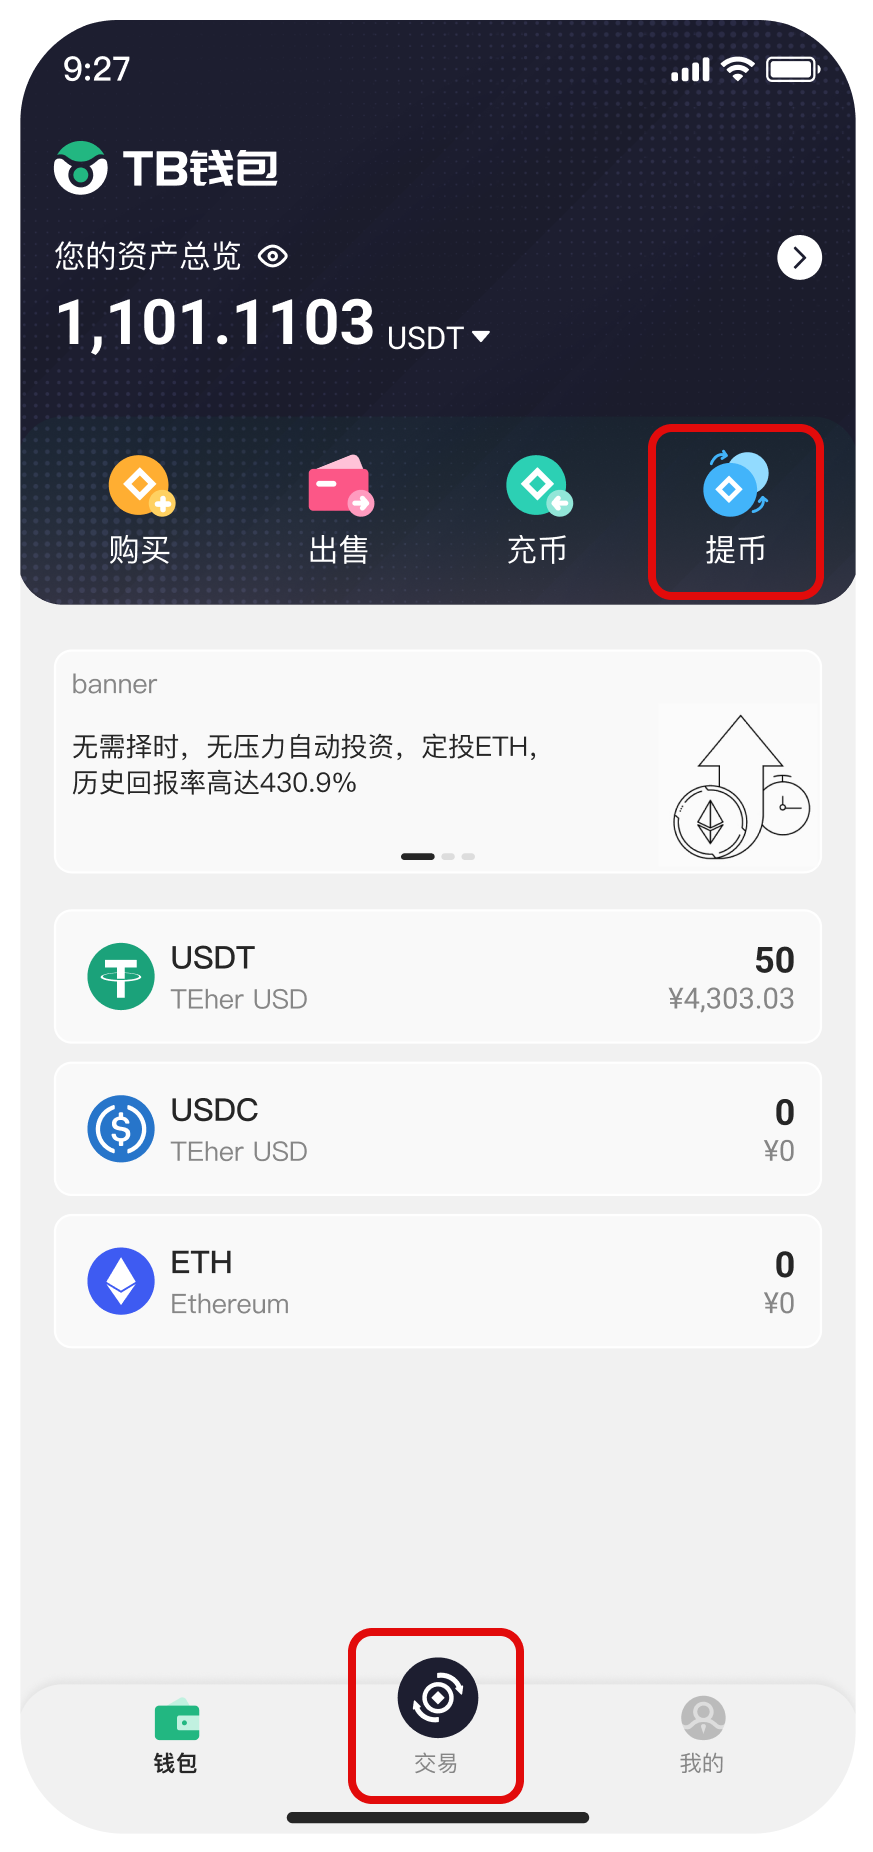 9:27
TB钱包
您的资产总览
1,101.1103 USDT
购买 出售 充币 提币
banner
无需择时，无压力自动投资，定投ETH，
历史回报率高达430.9%
USDT 50
TEher USD ¥4,303.03
USDC 0
TEher USD ¥0
ETH 0
Ethereum ¥0
钱包 交易 我的